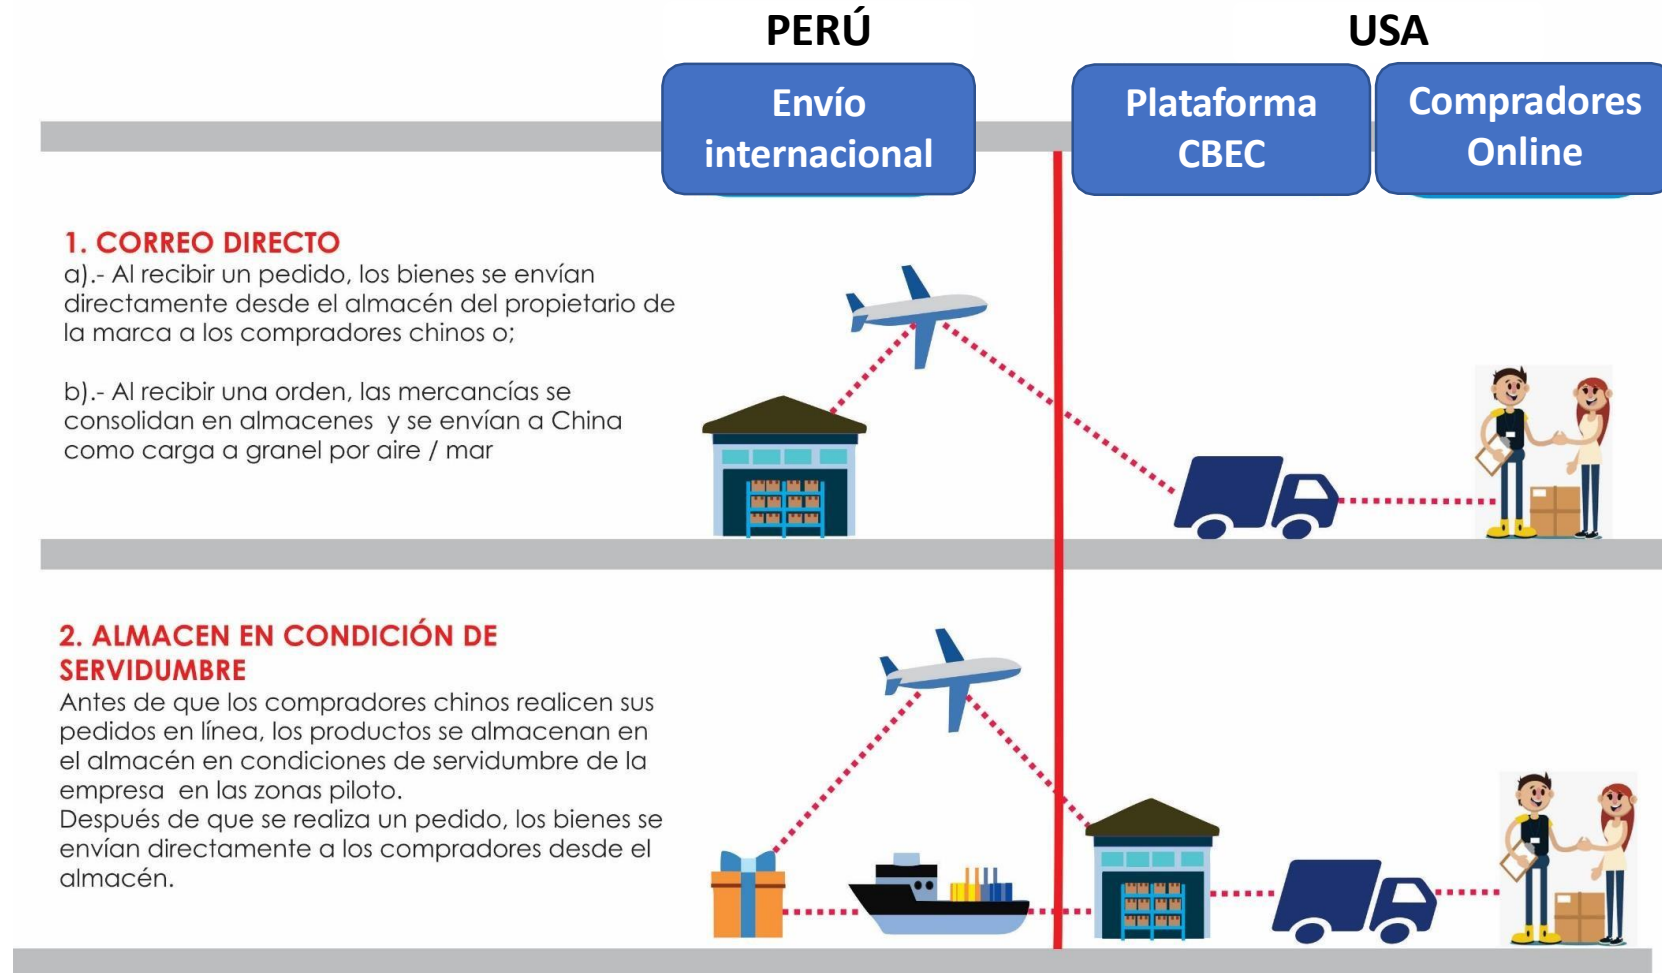 PERÚ
USA
Envío
internacional
Plataforma
CBEC
Compradores
Online
1. CORREO DIRECTO
a).- Al recibir un pedido, los bienes se envían
directamente desde el almacén del propietario de
la marca a los compradores chinos o;
b).- Al recibir una orden, las mercancías se
consolidan en almacenes y se envían a China
como carga a granel por aire / mar
2. ALMACEN EN CONDICIÓN DE
SERVIDUMBRE
Antes de que los compradores chinos realicen sus
pedidos en línea, los productos se almacenan en
el almacén en condiciones de servidumbre de la
empresa en las zonas piloto.
Después de que se realiza un pedido, los bienes se
envían directamente a los compradores desde el
almacén.